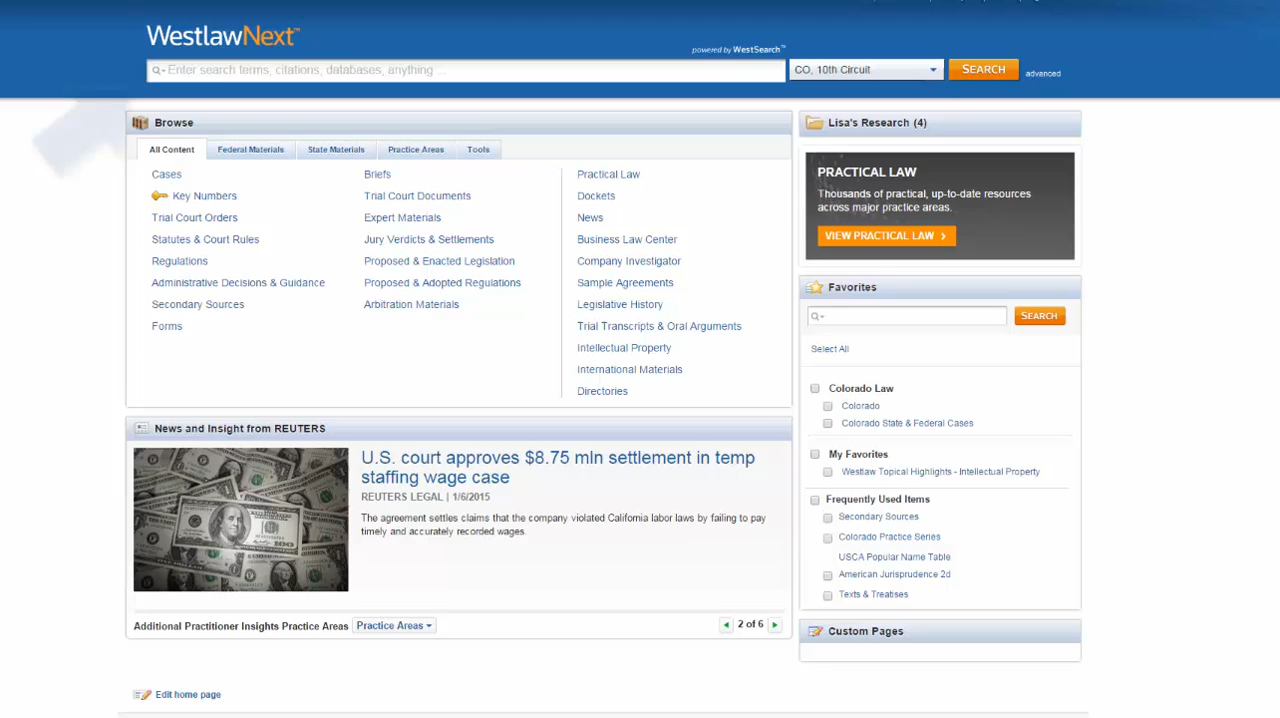 WestlawNext™
powered by WestSearch™
Enter search terms, citations, databases, anything ...
CO, 10th Circuit
SEARCH
advanced
Browse
All Content
Federal Materials
State Materials
Practice Areas
Tools
Cases
Key Numbers
Trial Court Orders
Statutes & Court Rules
Regulations
Administrative Decisions & Guidance
Secondary Sources
Forms
Briefs
Trial Court Documents
Expert Materials
Jury Verdicts & Settlements
Proposed & Enacted Legislation
Proposed & Adopted Regulations
Arbitration Materials
Practical Law
Dockets
News
Business Law Center
Company Investigator
Sample Agreements
Legislative History
Trial Transcripts & Oral Arguments
Intellectual Property
International Materials
Directories
News and Insight from REUTERS
U.S. court approves $8.75 mln settlement in temp
staffing wage case
REUTERS LEGAL | 1/6/2015
The agreement settles claims that the company violated California labor laws by failing to pay
timely and accurately recorded wages.
Additional Practitioner Insights Practice Areas
Practice Areas
2 of 6
Edit home page
Lisa's Research (4)
PRACTICAL LAW
Thousands of practical, up-to-date resources
across major practice areas.
VIEW PRACTICAL LAW
Favorites
SEARCH
Select All
Colorado Law
Colorado
Colorado State & Federal Cases
My Favorites
Westlaw Topical Highlights - Intellectual Property
Frequently Used Items
Secondary Sources
Colorado Practice Series
USCA Popular Name Table
American Jurisprudence 2d
Texts & Treatises
Custom Pages